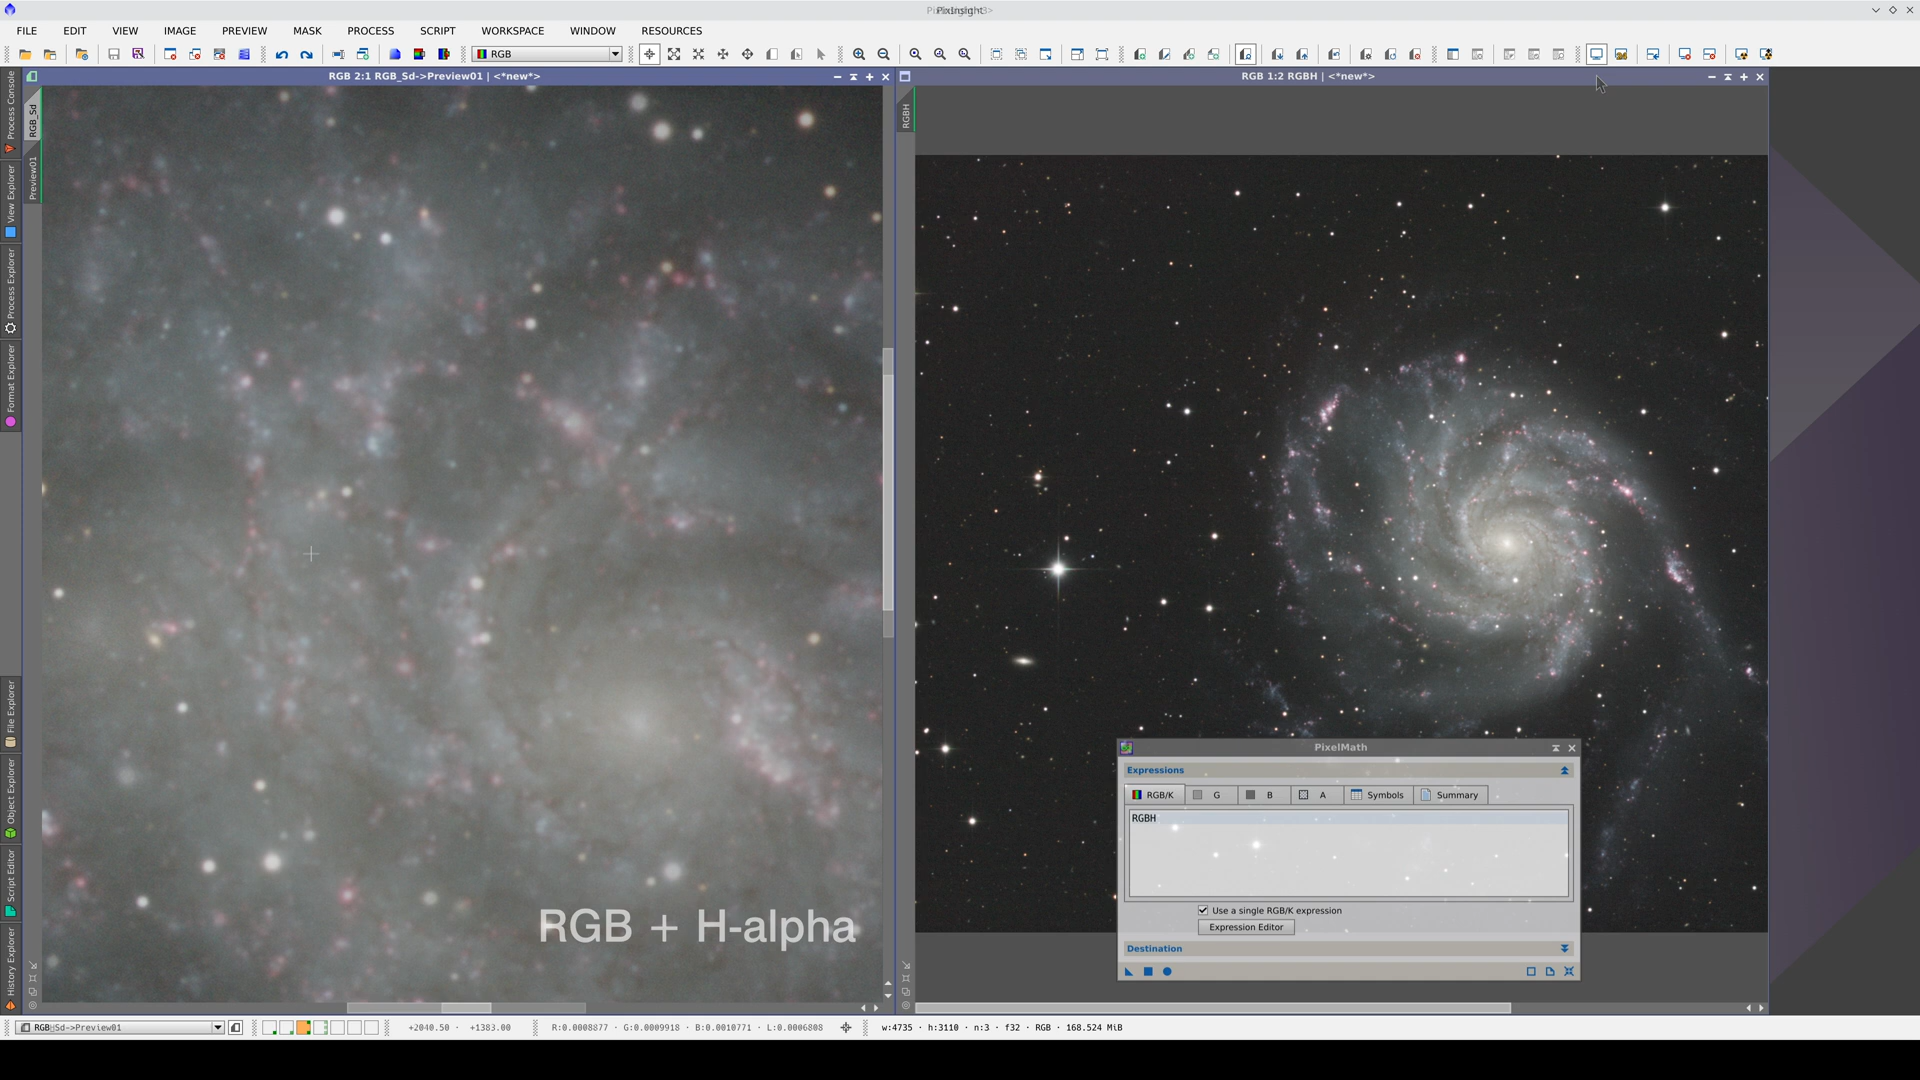 PixInsight
FILE EDIT VIEW IMAGE PREVIEW MASK PROCESS SCRIPT WORKSPACE WINDOW RESOURCES
RGB
RGB 2:1 RGB_Sd->Preview01 | <*new*>
RGB 1:2 RGBH | <*new*>
Process Console
View Explorer
Process Explorer
Format Explorer
File Explorer
Object Explorer
Script Editor
History Explorer
RGB_Sd
Preview01
RGBH
RGB + H-alpha
PixelMath
Expressions
RGB/K G B A Symbols Summary
RGBH
Use a single RGB/K expression
Expression Editor
Destination
+2040.50 · +1383.00
R:0.0008877 · G:0.0009918 · B:0.0010771 · L:0.0006808
w:4735 · h:3110 · n:3 · f32 · RGB · 168.524 MiB